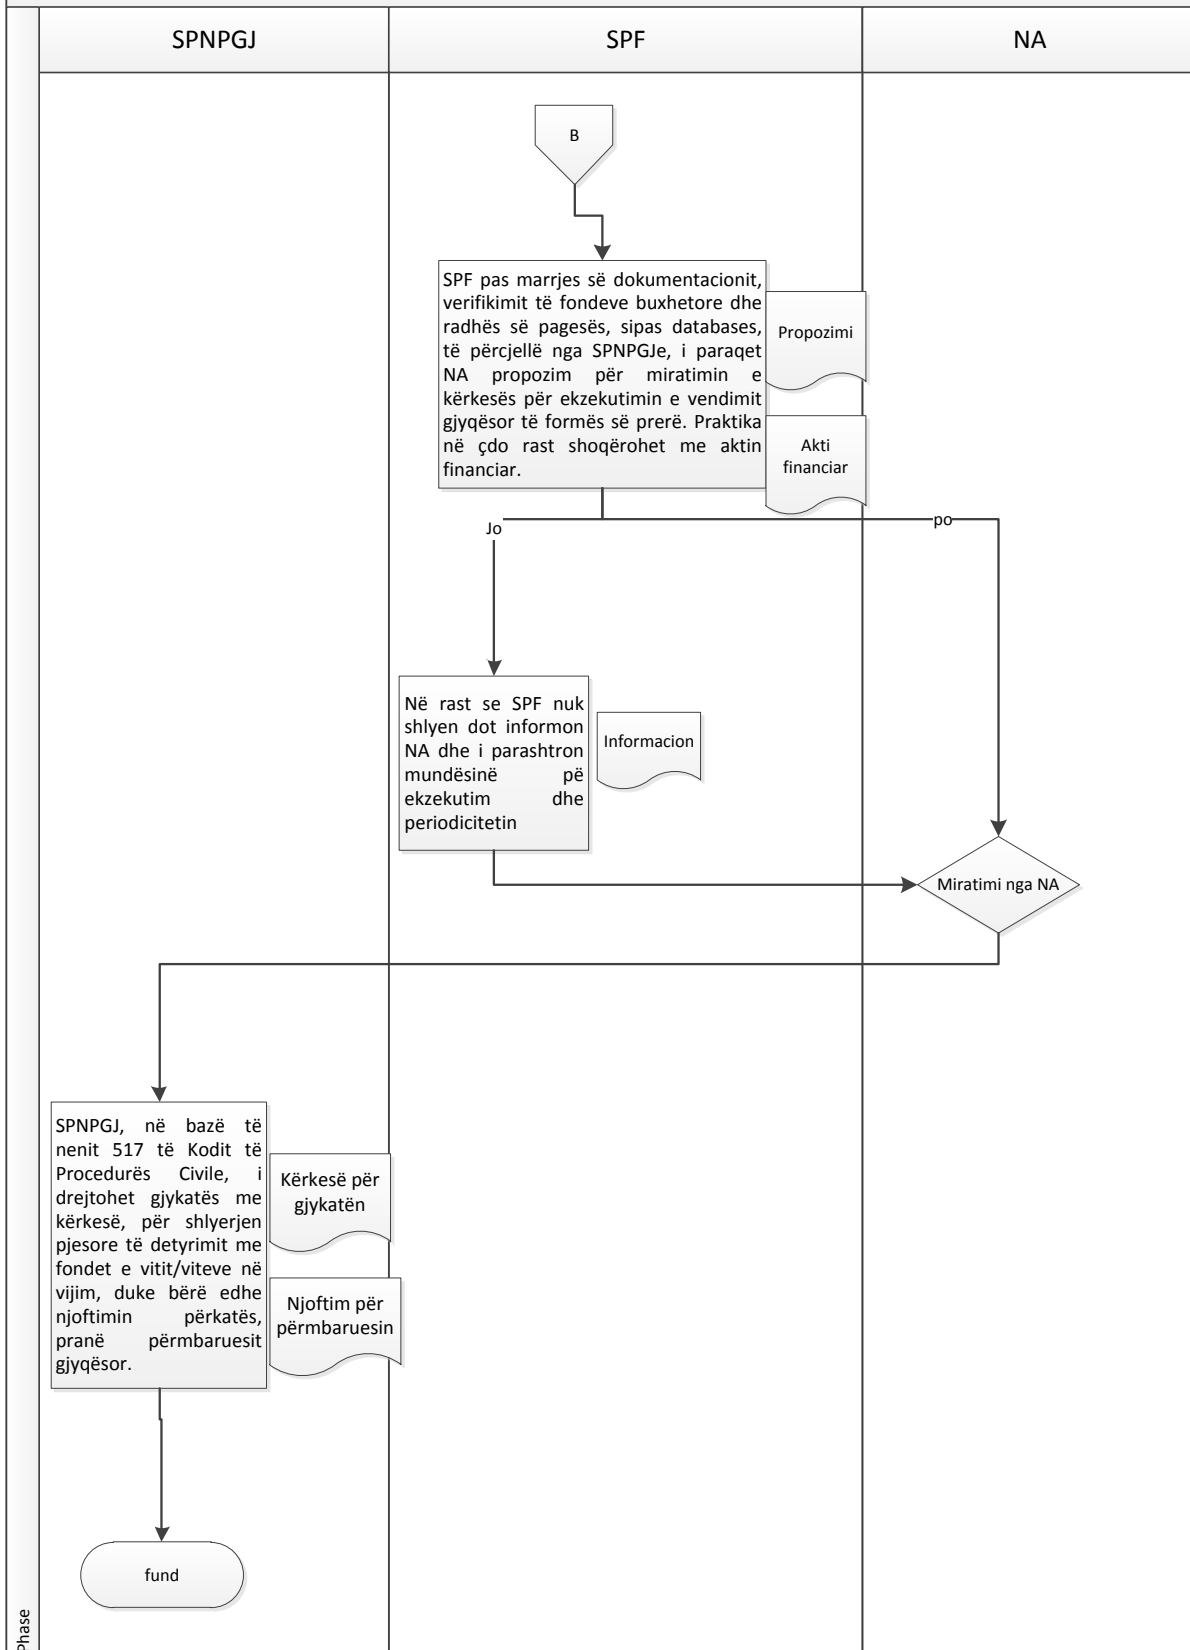 SPNPGJ
SPF
NA
B
SPF pas marrjes së dokumentacionit,
verifikimit të fondeve buxhetore dhe
radhës së pagesës, sipas databases,
të përcjellë nga SPNPGJe, i paraqet
NA propozim për miratimin e
kërkesës për ekzekutimin e vendimit
gjyqësor të formës së prerë. Praktika
në çdo rast shoqërohet me aktin
financiar.
Propozimi
Akti
financiar
Jo
po
Në rast se SPF nuk
shlyen dot informon
NA dhe i parashtron
mundësinë pë
ekzekutim dhe
periodicitetin
Informacion
Miratimi nga NA
SPNPGJ, në bazë të
nenit 517 të Kodit të
Procedurës Civile, i
drejtohet gjykatës me
kërkesë, për shlyerjen
pjesore të detyrimit me
fondet e vitit/viteve në
vijim, duke bërë edhe
njoftimin përkatës,
pranë përmbaruesit
gjyqësor.
Kërkesë për
gjykatën
Njoftim për
përmbaruesin
fund
Phase